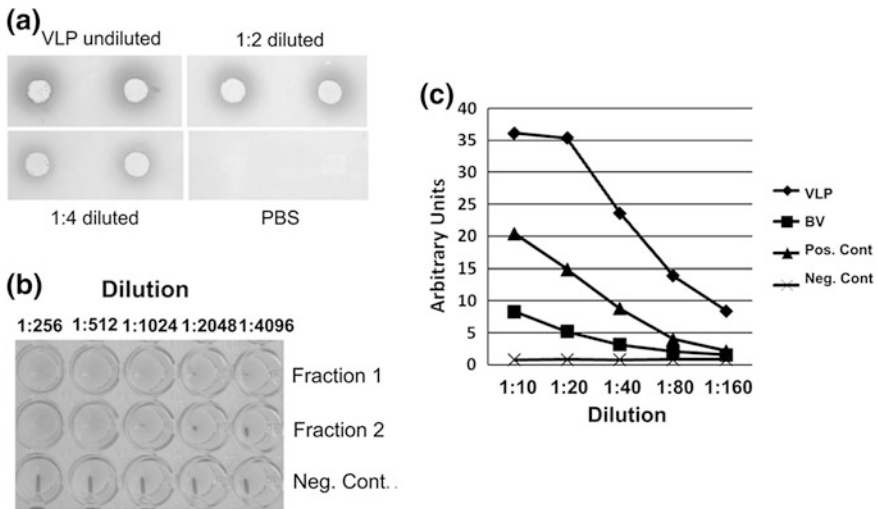 (a)
VLP undiluted
1:2 diluted
1:4 diluted
PBS
(b)
Dilution
1:256 1:512 1:1024 1:2048 1:4096
Fraction 1
Fraction 2
Neg. Cont..
(c)
40
35
30
25
20
15
10
5
0
Arbitrary Units
1:10 1:20 1:40 1:80 1:160
Dilution
VLP
BV
Pos. Cont
Neg. Cont